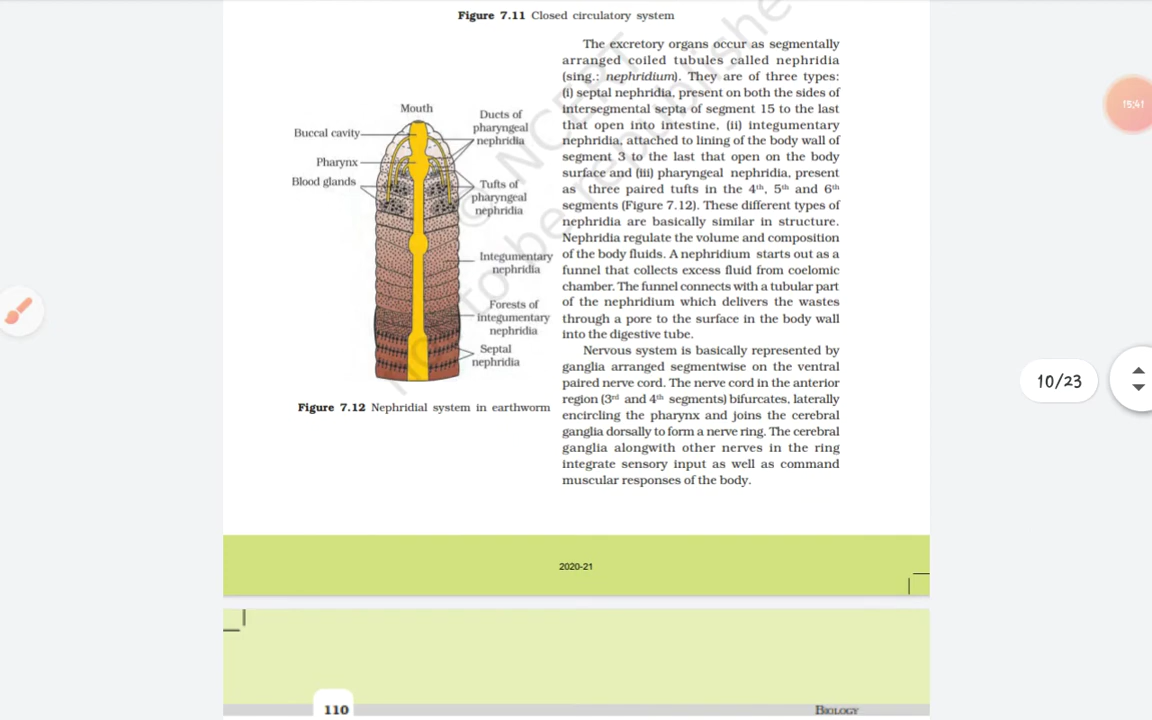 Figure 7.11 Closed circulatory system
Mouth
Buccal cavity
Pharynx
Blood glands
Ducts of
pharyngeal
nephridia
Tufts of
pharyngeal
nephridia
Integumentary
nephridia
Forests of
integumentary
nephridia
Septal
nephridia
Figure 7.12 Nephridial system in earthworm
The excretory organs occur as segmentally
arranged coiled tubules called nephridia
(sing.: nephridium). They are of three types:
(i) septal nephridia, present on both the sides of
intersegmental septa of segment 15 to the last
that open into intestine, (ii) integumentary
nephridia, attached to lining of the body wall of
segment 3 to the last that open on the body
surface and (iii) pharyngeal nephridia, present
as three paired tufts in the 4th, 5th and 6th
segments (Figure 7.12). These different types of
nephridia are basically similar in structure.
Nephridia regulate the volume and composition
of the body fluids. A nephridium starts out as a
funnel that collects excess fluid from coelomic
chamber. The funnel connects with a tubular part
of the nephridium which delivers the wastes
through a pore to the surface in the body wall
into the digestive tube.
Nervous system is basically represented by
ganglia arranged segmentwise on the ventral
paired nerve cord. The nerve cord in the anterior
region (3rd and 4th segments) bifurcates, laterally
encircling the pharynx and joins the cerebral
ganglia dorsally to form a nerve ring. The cerebral
ganglia alongwith other nerves in the ring
integrate sensory input as well as command
muscular responses of the body.
2020-21
110
BIOLOGY
15:41
10/23